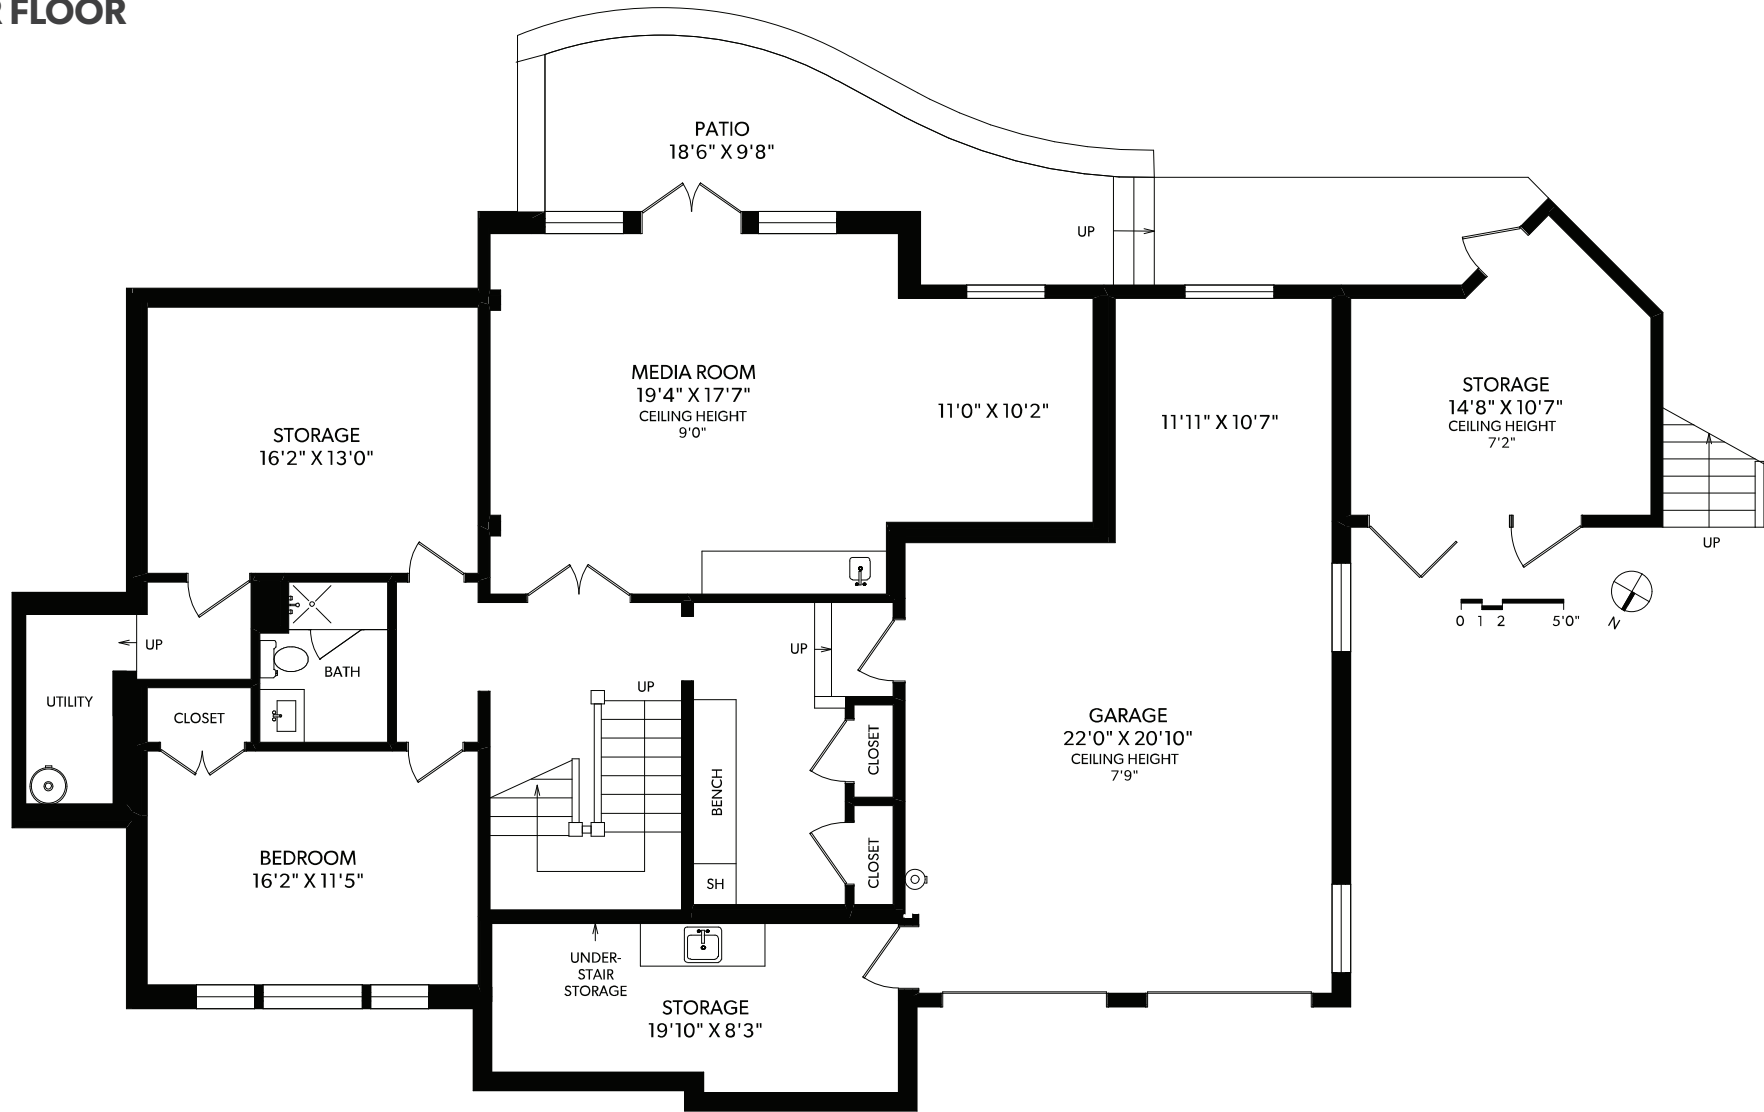 R FLOOR
PATIO
18'6" X 9'8"
UP
MEDIA ROOM
19'4" X 17'7"
CEILING HEIGHT
9'0"
11'0" X 10'2"
11'11" X 10'7"
STORAGE
14'8" X 10'7"
CEILING HEIGHT
7'2"
UP
STORAGE
16'2" X 13'0"
0 1 2 5'0"
N
UP
UP
BATH
UTILITY
CLOSET
UP
CLOSET
GARAGE
22'0" X 20'10"
CEILING HEIGHT
7'9"
BENCH
CLOSET
SH
BEDROOM
16'2" X 11'5"
UNDER-
STAIR
STORAGE
STORAGE
19'10" X 8'3"